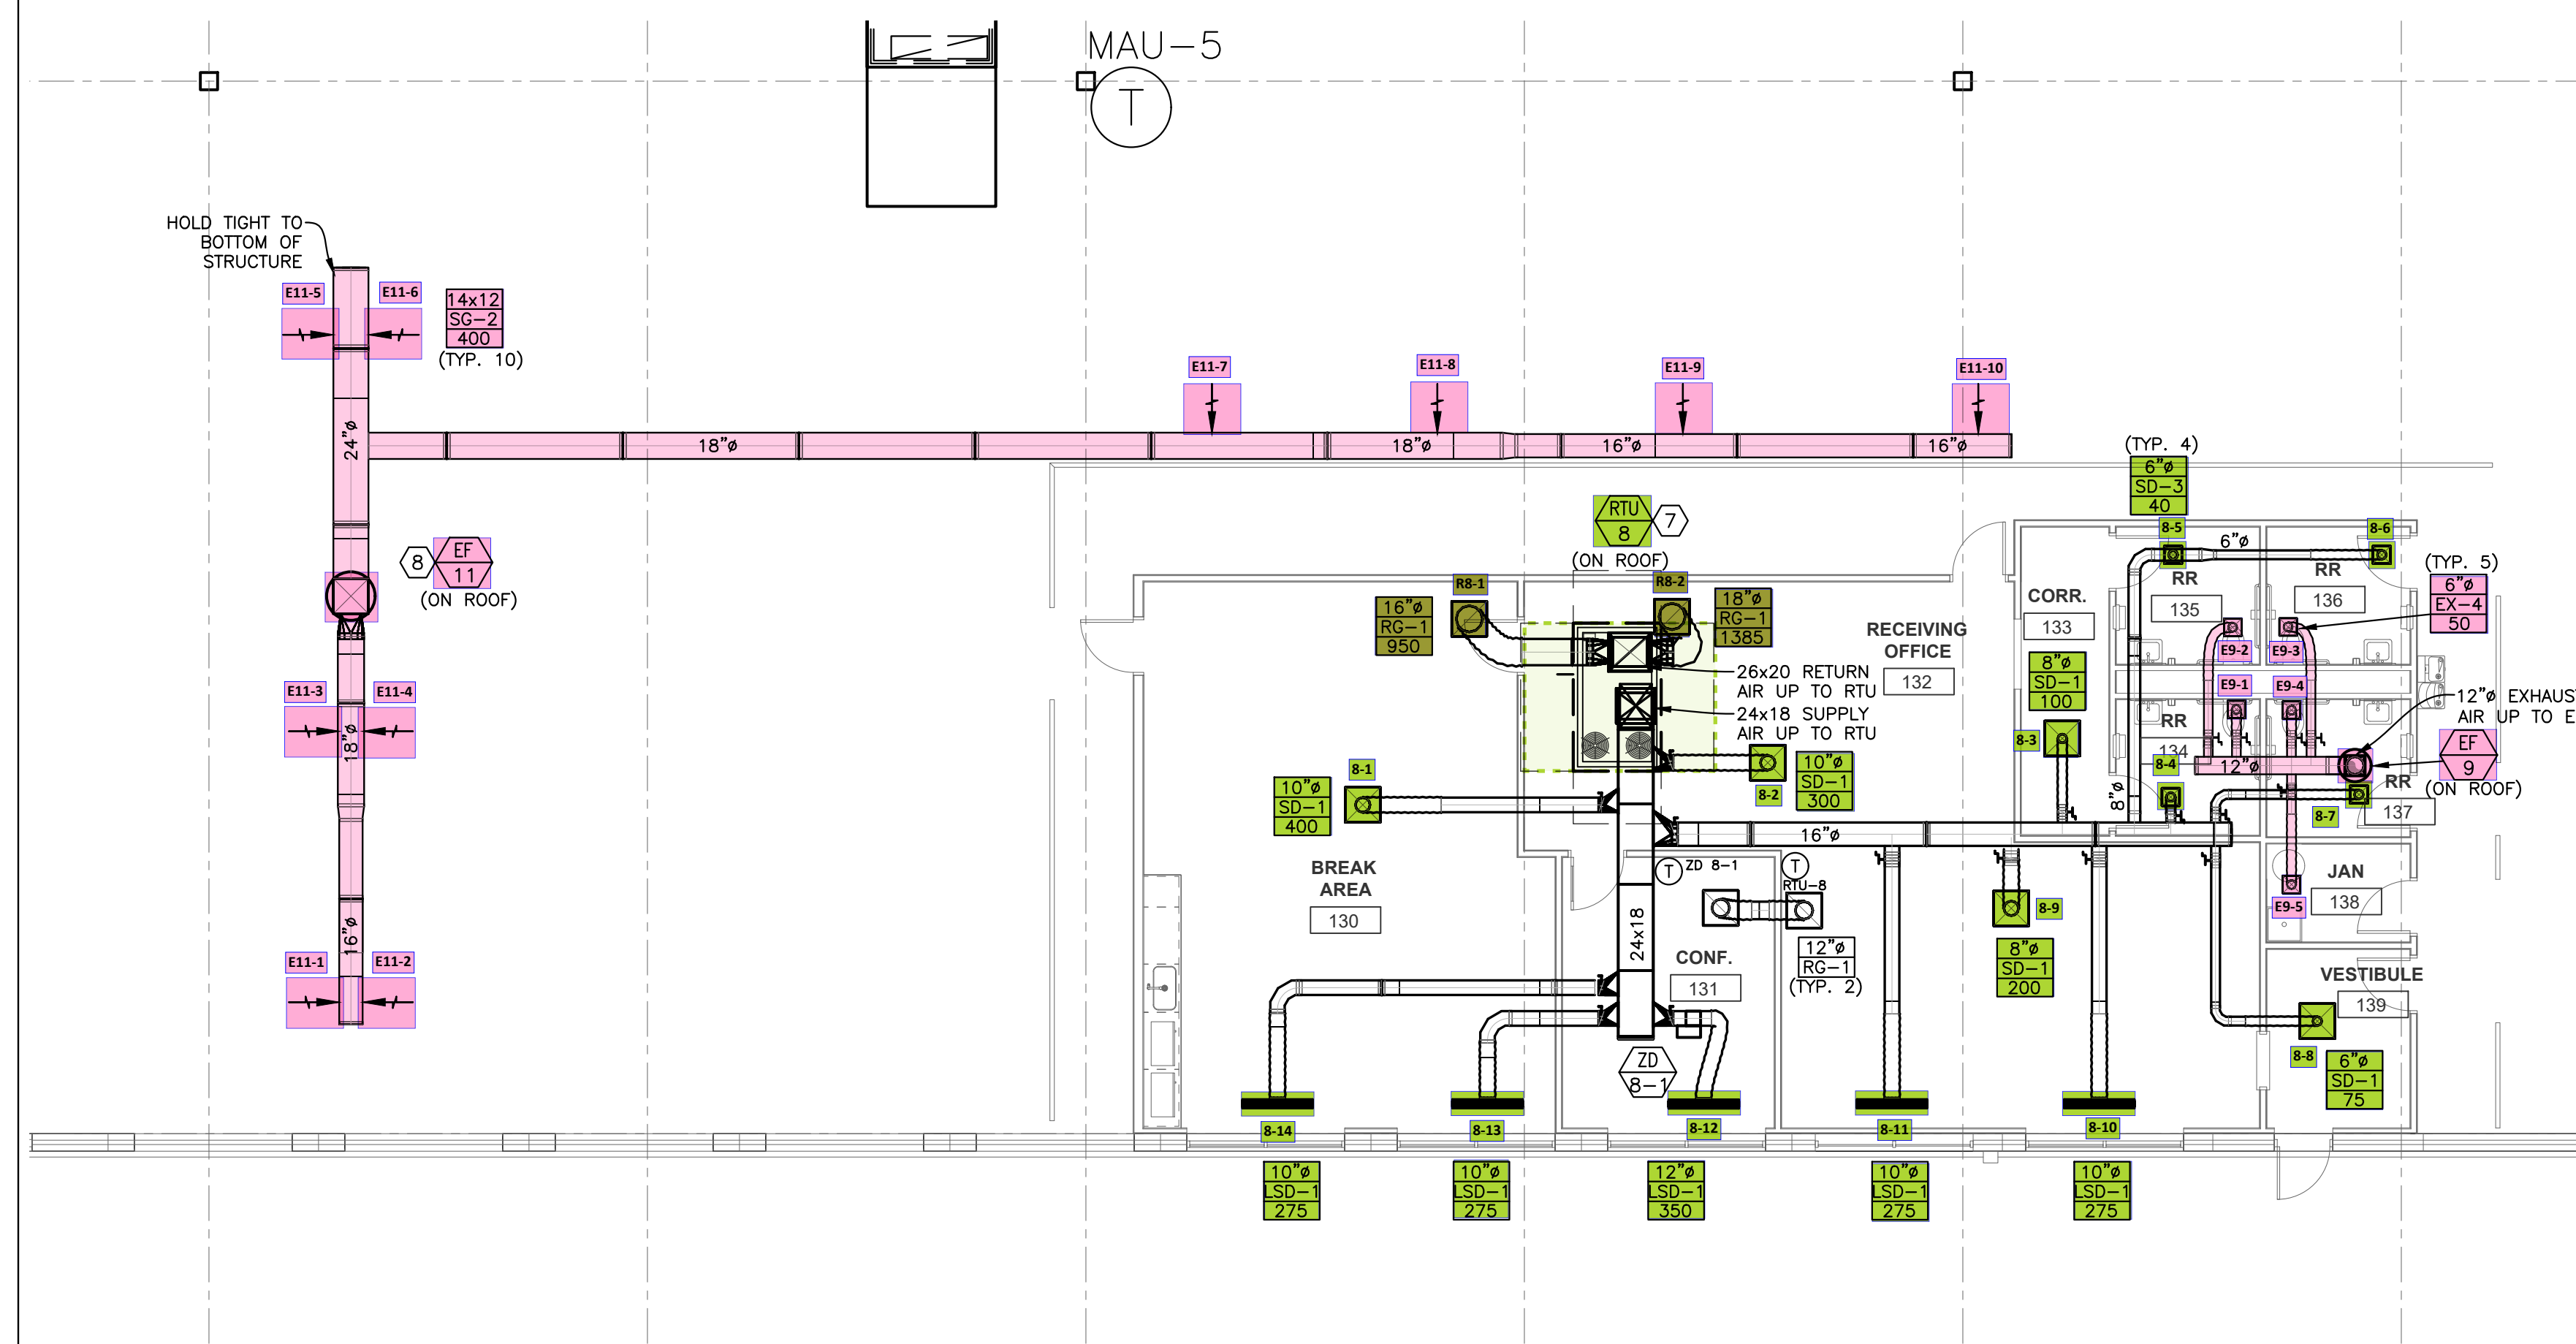 MAU-5
T
HOLD TIGHT TO
BOTTOM OF
STRUCTURE
E11-5
E11-6
14x12
SG-2
400
(TYP. 10)
E11-7
E11-8
E11-9
E11-10
24"ø
18"ø
18"ø
16"ø
16"ø
8
EF
11
(ON ROOF)
E11-3
E11-4
18"ø
16"ø
E11-1
E11-2
RTU
8
7
(ON ROOF)
R8-1
R8-2
16"ø
RG-1
950
18"ø
RG-1
1385
RECEIVING
OFFICE
132
26x20 RETURN
AIR UP TO RTU
24x18 SUPPLY
AIR UP TO RTU
8-1
10"ø
SD-1
400
8-2
10"ø
SD-1
300
16"ø
BREAK
AREA
130
T
ZD 8-1
T
RTU-8
24x18
CONF.
131
12"ø
RG-1
(TYP. 2)
ZD
8-1
(TYP. 4)
6"ø
SD-3
40
8-5
8-6
6"ø
RR
135
RR
136
(TYP. 5)
6"ø
EX-4
50
CORR.
133
8"ø
SD-1
100
8-3
E9-2
E9-3
E9-1
E9-4
RR
134
8-4
12"ø
8"ø
12"ø EXHAUS
AIR UP TO E
EF
9
(ON ROOF)
RR
137
8-7
JAN
138
E9-5
8-9
8"ø
SD-1
200
VESTIBULE
139
8-8
6"ø
SD-1
75
8-14
8-13
8-12
8-11
8-10
10"ø
LSD-1
275
10"ø
LSD-1
275
12"ø
LSD-1
350
10"ø
LSD-1
275
10"ø
LSD-1
275